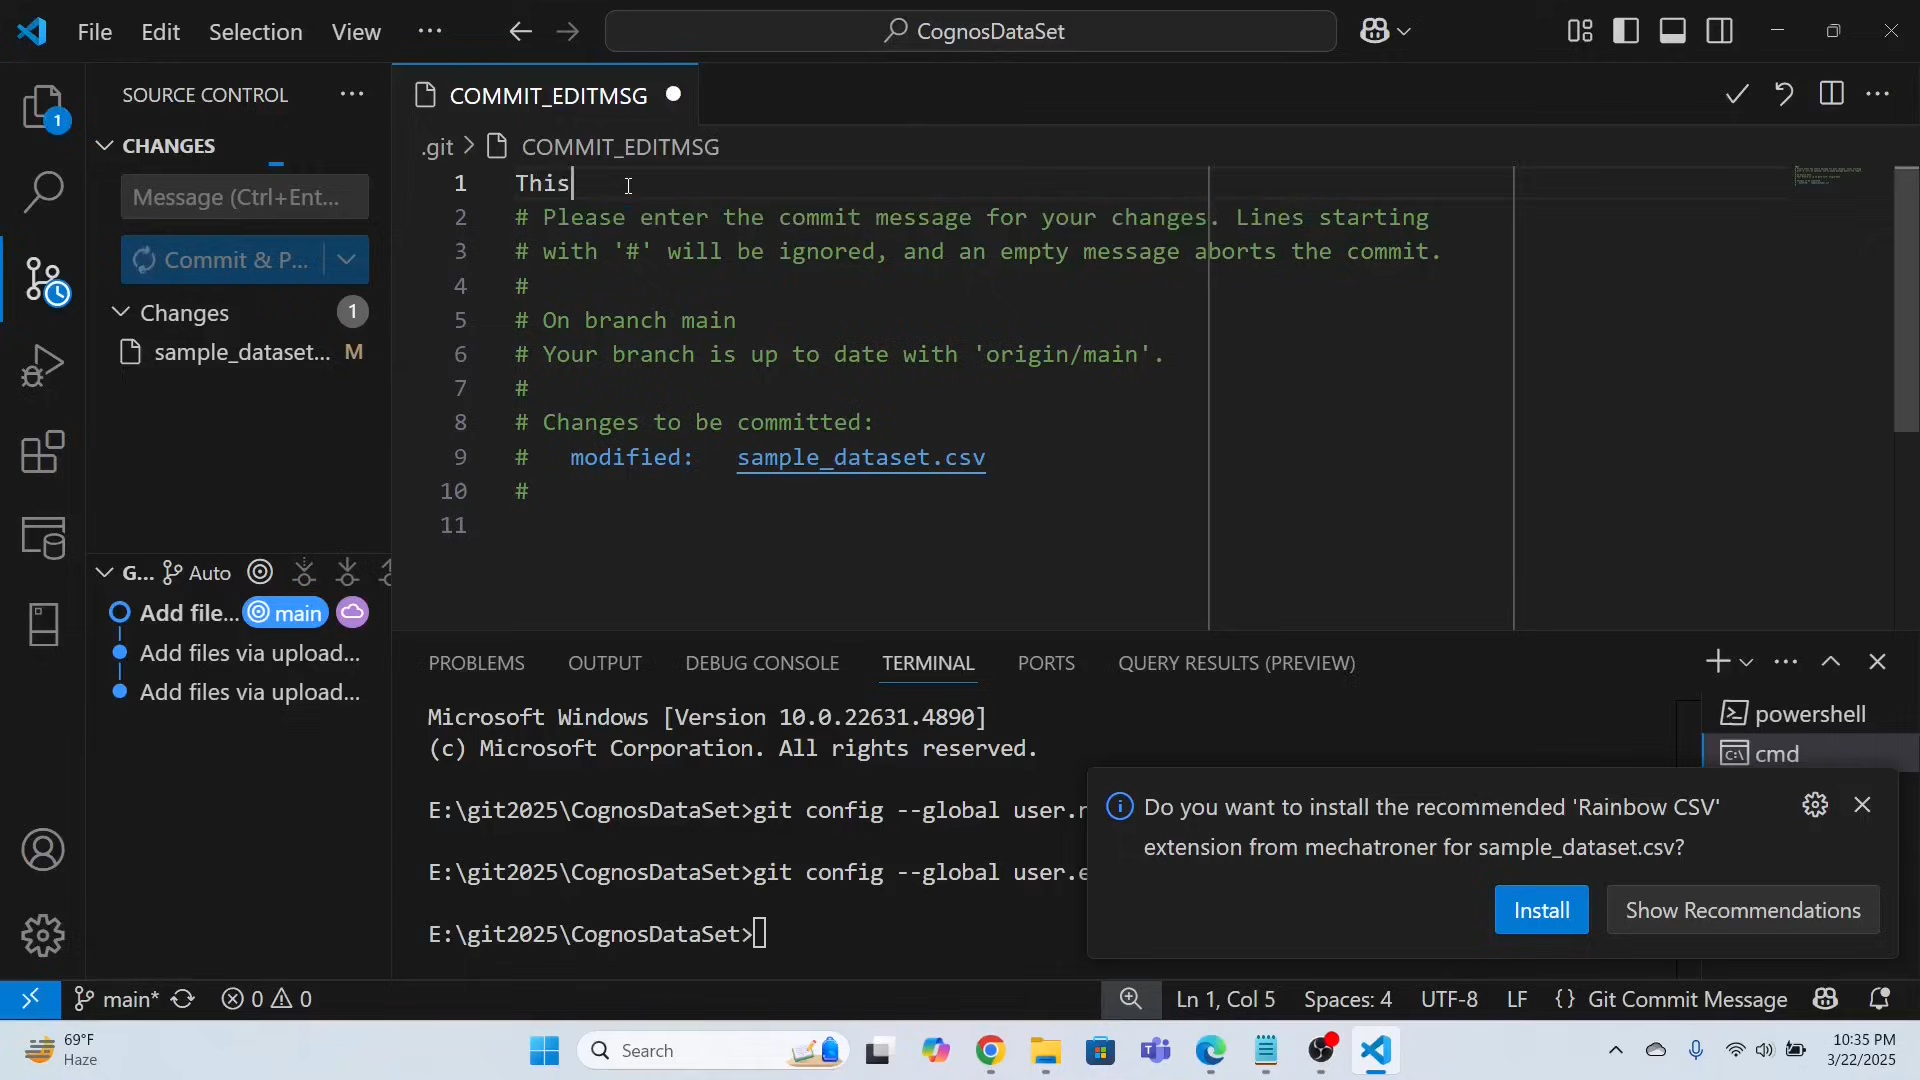 File Edit Selection View ··· CognosDataSet
SOURCE CONTROL ···
1
CHANGES
Message (Ctrl+Ent...
Commit & P...
Changes 1
sample_dataset... M
G... Auto
Add file... main
Add files via upload...
Add files via upload...
COMMIT_EDITMSG
.git > COMMIT_EDITMSG
1 This
2 # Please enter the commit message for your changes. Lines starting
3 # with '#' will be ignored, and an empty message aborts the commit.
4 #
5 # On branch main
6 # Your branch is up to date with 'origin/main'.
7 #
8 # Changes to be committed:
9 # modified: sample_dataset.csv
10 #
11
PROBLEMS OUTPUT DEBUG CONSOLE TERMINAL PORTS QUERY RESULTS (PREVIEW)
Microsoft Windows [Version 10.0.22631.4890]
(c) Microsoft Corporation. All rights reserved.
E:\git2025\CognosDataSet>git config --global user.
E:\git2025\CognosDataSet>git config --global user.e
E:\git2025\CognosDataSet>
powershell
cmd
Do you want to install the recommended 'Rainbow CSV'
extension from mechatroner for sample_dataset.csv?
Install Show Recommendations
main* 0 0 Ln 1, Col 5 Spaces: 4 UTF-8 LF {} Git Commit Message
69°F
Haze
Search
10:35 PM
3/22/2025